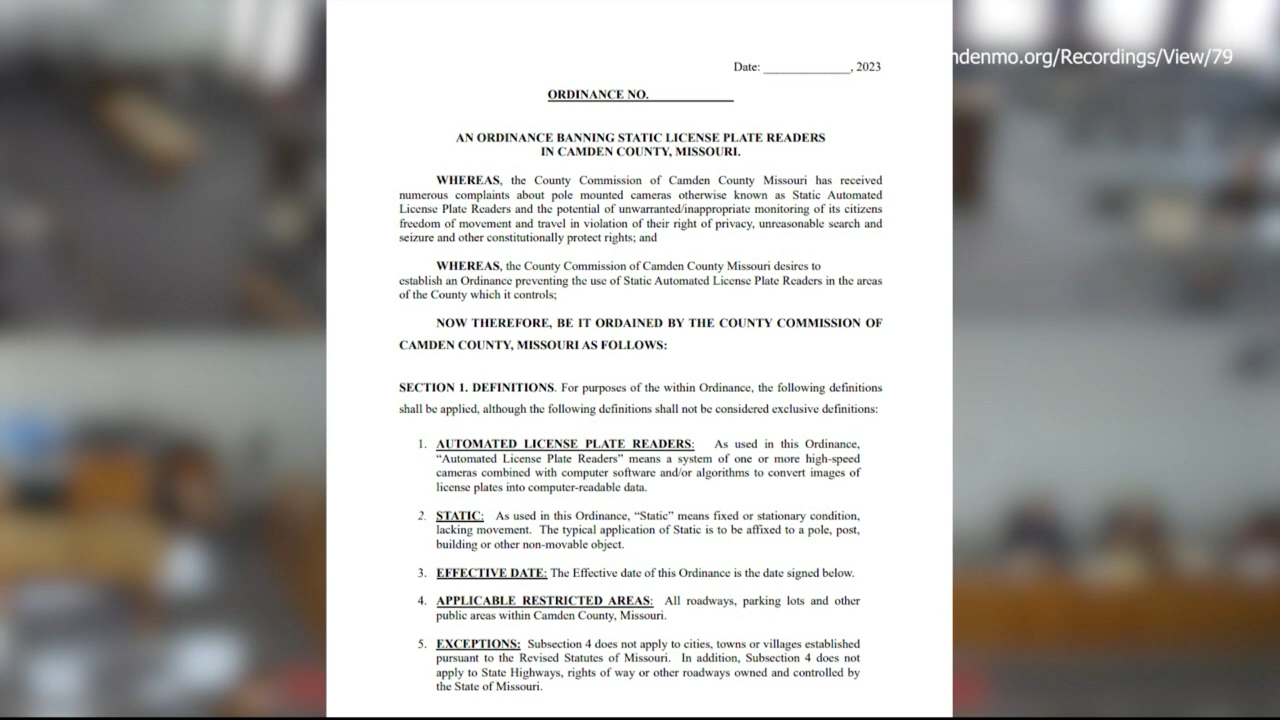 ndenmo.org/Recordings/View/79
Date: ______________, 2023
ORDINANCE NO. ______________
AN ORDINANCE BANNING STATIC LICENSE PLATE READERS
IN CAMDEN COUNTY, MISSOURI.
WHEREAS, the County Commission of Camden County Missouri has received
numerous complaints about pole mounted cameras otherwise known as Static Automated
License Plate Readers and the potential of unwarranted/inappropriate monitoring of its citizens
freedom of movement and travel in violation of their right of privacy, unreasonable search and
seizure and other constitutionally protect rights; and
WHEREAS, the County Commission of Camden County Missouri desires to
establish an Ordinance preventing the use of Static Automated License Plate Readers in the areas
of the County which it controls;
NOW THEREFORE, BE IT ORDAINED BY THE COUNTY COMMISSION OF
CAMDEN COUNTY, MISSOURI AS FOLLOWS:
SECTION 1. DEFINITIONS. For purposes of the within Ordinance, the following definitions
shall be applied, although the following definitions shall not be considered exclusive definitions:
1. AUTOMATED LICENSE PLATE READERS: As used in this Ordinance,
“Automated License Plate Readers” means a system of one or more high-speed
cameras combined with computer software and/or algorithms to convert images of
license plates into computer-readable data.
2. STATIC: As used in this Ordinance, “Static” means fixed or stationary condition,
lacking movement. The typical application of Static is to be affixed to a pole, post,
building or other non-movable object.
3. EFFECTIVE DATE: The Effective date of this Ordinance is the date signed below.
4. APPLICABLE RESTRICTED AREAS: All roadways, parking lots and other
public areas within Camden County, Missouri.
5. EXCEPTIONS: Subsection 4 does not apply to cities, towns or villages established
pursuant to the Revised Statutes of Missouri. In addition, Subsection 4 does not
apply to State Highways, rights of way or other roadways owned and controlled by
the State of Missouri.